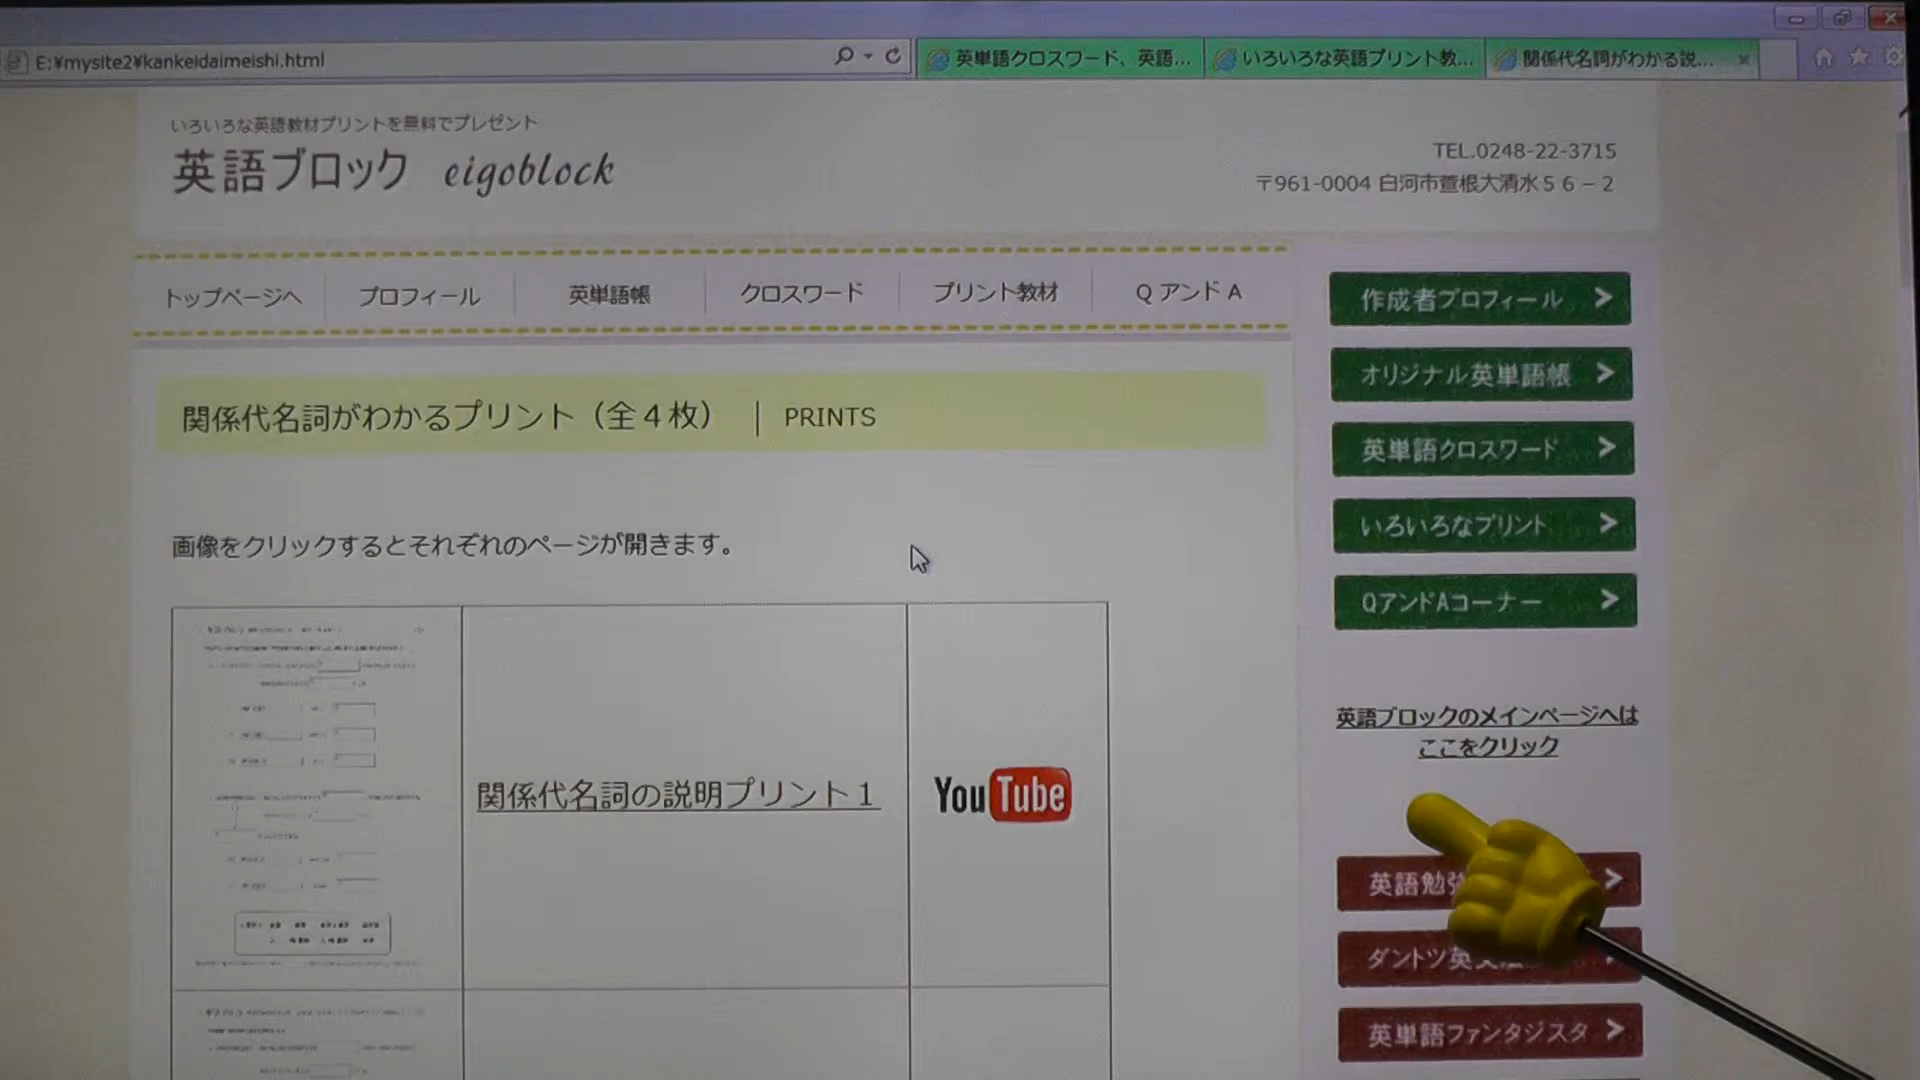 E:¥mysite2¥kankeidaimeishi.html
英単語クロスワード、英語...
いろいろな英語プリント教...
関係代名詞がわかる説...
いろいろな英語教材プリントを無料でプレゼント
英語ブロック eigoblock
TEL.0248-22-3715
〒961-0004 白河市萱根大清水５６－２
トップページへ
プロフィール
英単語帳
クロスワード
プリント教材
Q アンド A
関係代名詞がわかるプリント（全４枚） | PRINTS
画像をクリックするとそれぞれのページが開きます。
関係代名詞の説明プリント１
YouTube
作成者プロフィール
オリジナル英単語帳
英単語クロスワード
いろいろなプリント
QアンドAコーナー
英語ブロックのメインページへは
ここをクリック
英語勉強
ダントツ英文法
英単語ファンタジスタ